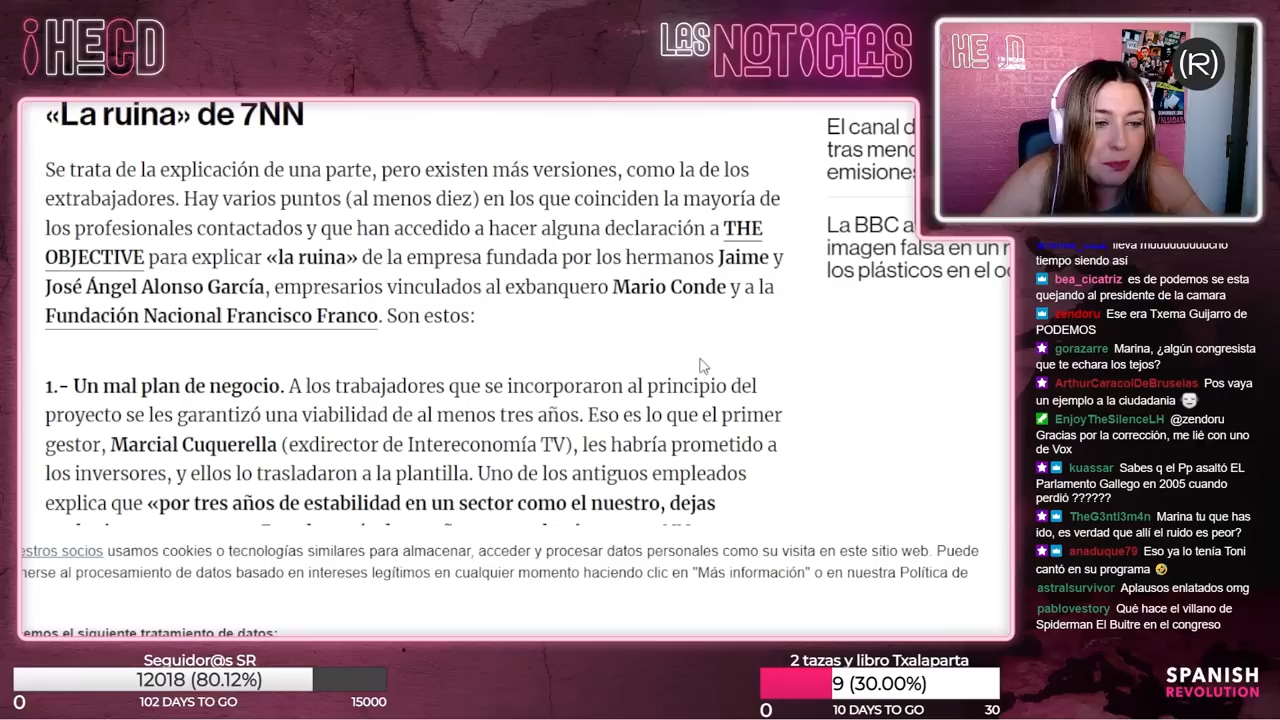 ¡HECD
LAS NOTICIAS
HE D
(R)
«La ruina» de 7NN
Se trata de la explicación de una parte, pero existen más versiones, como la de los
extrabajadores. Hay varios puntos (al menos diez) en los que coinciden la mayoría de
los profesionales contactados y que han accedido a hacer alguna declaración a THE
OBJECTIVE para explicar «la ruina» de la empresa fundada por los hermanos Jaime y
José Ángel Alonso García, empresarios vinculados al exbanquero Mario Conde y a la
Fundación Nacional Francisco Franco. Son estos:
1.- Un mal plan de negocio. A los trabajadores que se incorporaron al principio del
proyecto se les garantizó una viabilidad de al menos tres años. Eso es lo que el primer
gestor, Marcial Cuquerella (exdirector de Intereconomía TV), les habría prometido a
los inversores, y ellos lo trasladaron a la plantilla. Uno de los antiguos empleados
explica que «por tres años de estabilidad en un sector como el nuestro, dejas
El canal d
tras meno
emisiones
La BBC a
imagen falsa en un r
los plásticos en el oc
estros socios usamos cookies o tecnologías similares para almacenar, acceder y procesar datos personales como su visita en este sitio web. Puede
nerse al procesamiento de datos basado en intereses legítimos en cualquier momento haciendo clic en "Más información" o en nuestra Política de
emos el siguiente tratamiento de datos:
lleva muuuuuuuucho
tiempo siendo así
bea_cicatriz es de podemos se esta
quejando al presidente de la camara
zendoru Ese era Txema Guijarro de
PODEMOS
gorazarre Marina, ¿algún congresista
que te echara los tejos?
ArthurCaracolDeBruselas Pos vaya
un ejemplo a la ciudadania
EnjoyTheSilenceLH @zendoru
Gracias por la corrección, me lié con uno
de Vox
kuassar Sabes q el Pp asaltó EL
Parlamento Gallego en 2005 cuando
perdió ??????
TheG3ntl3m4n Marina tu que has
ido, es verdad que allí el ruido es peor?
anaduque79 Eso ya lo tenía Toni
cantó en su programa
astralsurvivor Aplausos enlatados omg
pablovestory Qué hace el villano de
Spiderman El Buitre en el congreso
Seguidor@s SR
12018 (80.12%)
0 102 DAYS TO GO 15000
2 tazas y libro Txalaparta
9 (30.00%)
0 10 DAYS TO GO 30
SPANISH
REVOLUTION